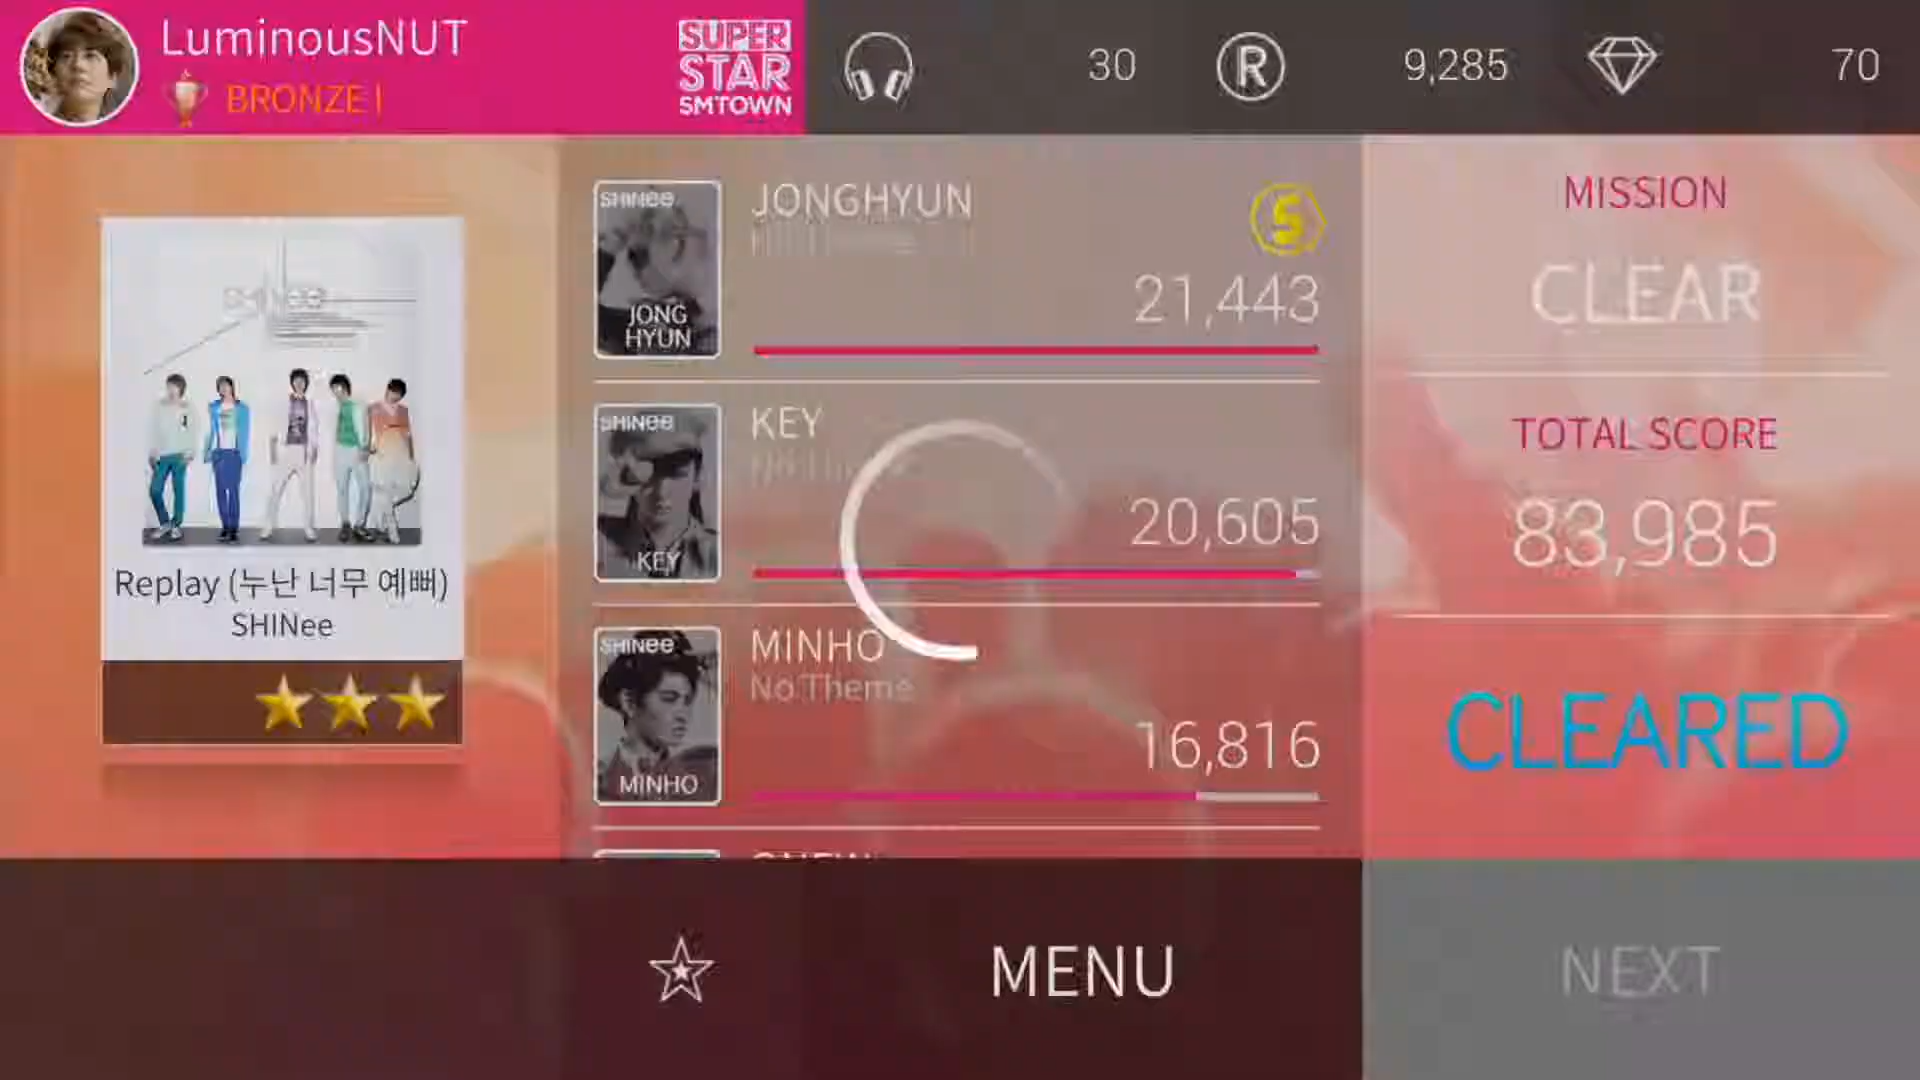 LuminousNUT
BRONZE I
SUPER
STAR
SMTOWN
30
R
9,285
70
SHINee
Replay (누난 너무 예뻐)
SHINee
SHINee
JONG
HYUN
JONGHYUN
S
21,443
SHINee
KEY
KEY
20,605
SHINee
MINHO
MINHO
No Theme
16,816
MISSION
CLEAR
TOTAL SCORE
83,985
CLEARED
MENU
NEXT